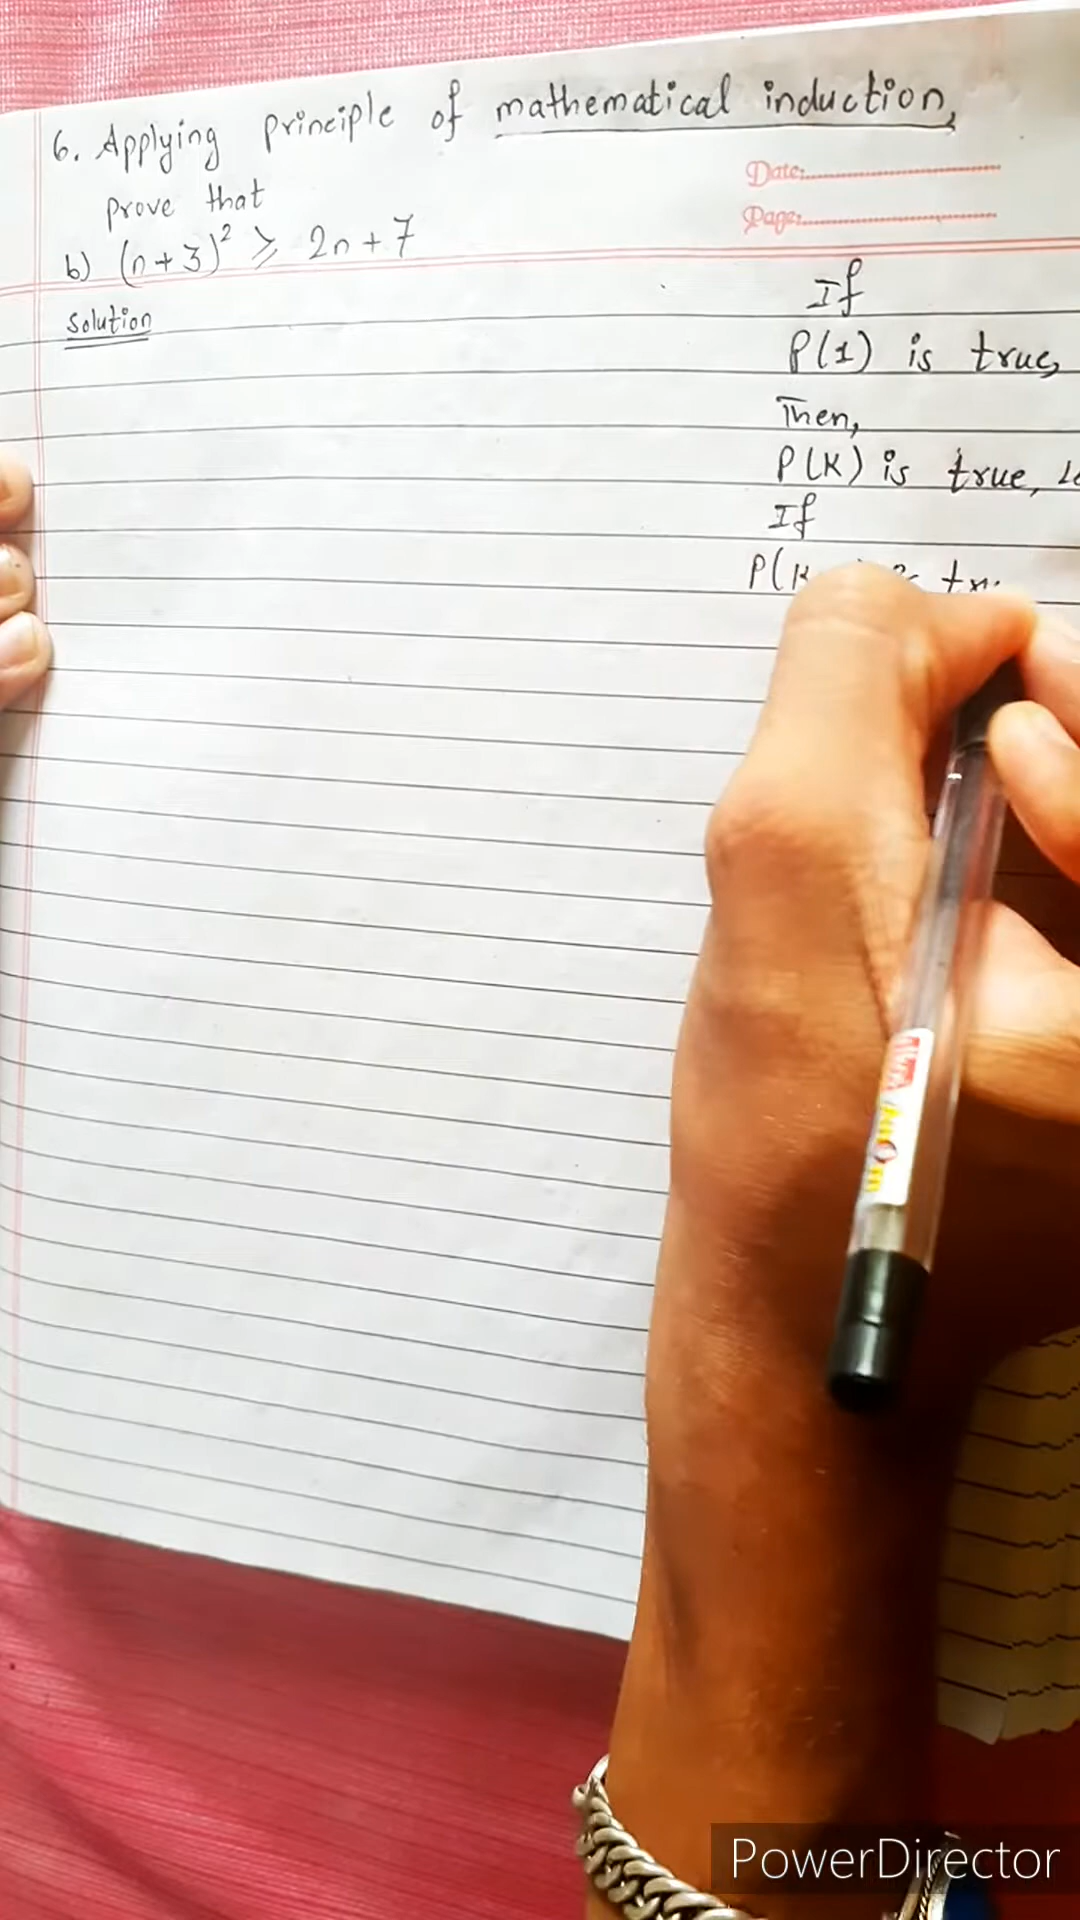 6. Applying principle of mathematical induction,
prove that
b) (n+3)² ≥ 2n+7
Date:
Page:
Solution
If
P(1) is true,
Then,
P(K) is true,
If
P(K
PowerDirector